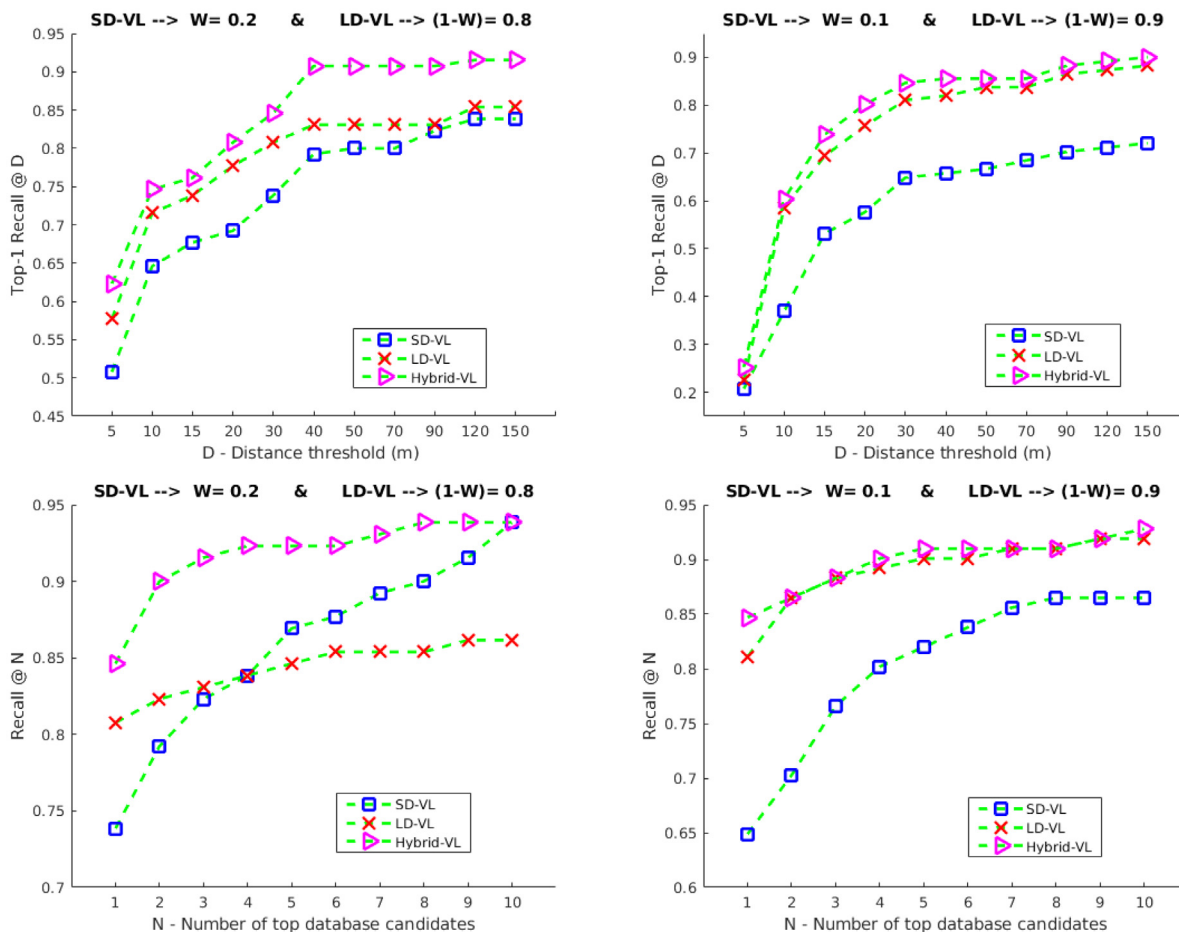 SD-VL --> W= 0.2 & LD-VL --> (1-W)= 0.8
0.95
0.9
0.85
0.8
0.75
0.7
0.65
0.6
0.55
0.5
0.45
Top-1 Recall @ D
SD-VL
LD-VL
Hybrid-VL
5 10 15 20 30 40 50 70 90 120 150
D - Distance threshold (m)
SD-VL --> W= 0.1 & LD-VL --> (1-W)= 0.9
0.9
0.8
0.7
0.6
0.5
0.4
0.3
0.2
Top-1 Recall @ D
SD-VL
LD-VL
Hybrid-VL
5 10 15 20 30 40 50 70 90 120 150
D - Distance threshold (m)
SD-VL --> W= 0.2 & LD-VL --> (1-W)= 0.8
0.95
0.9
0.85
0.8
0.75
0.7
Recall @ N
SD-VL
LD-VL
Hybrid-VL
1 2 3 4 5 6 7 8 9 10
N - Number of top database candidates
SD-VL --> W= 0.1 & LD-VL --> (1-W)= 0.9
0.95
0.9
0.85
0.8
0.75
0.7
0.65
0.6
Recall @ N
SD-VL
LD-VL
Hybrid-VL
1 2 3 4 5 6 7 8 9 10
N - Number of top database candidates